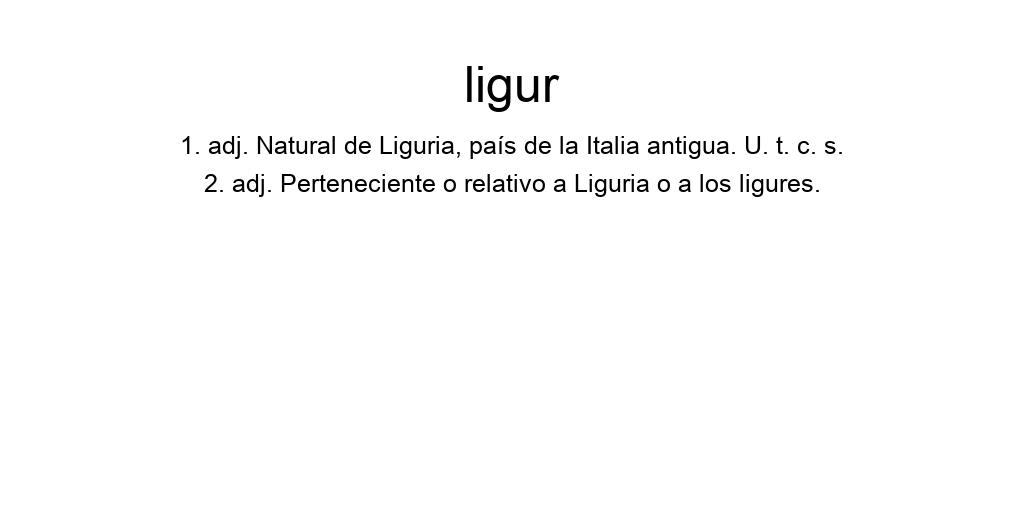 ligur
1. adj. Natural de Liguria, país de la Italia antigua. U. t. c. s.
2. adj. Perteneciente o relativo a Liguria o a los ligures.